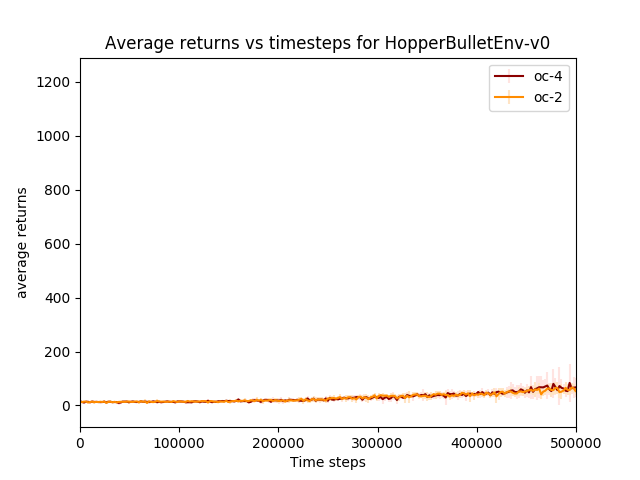 Average returns vs timesteps for HopperBulletEnv-v0
oc-4
oc-2
1200
1000
800
600
400
200
0
average returns
0 100000 200000 300000 400000 500000
Time steps